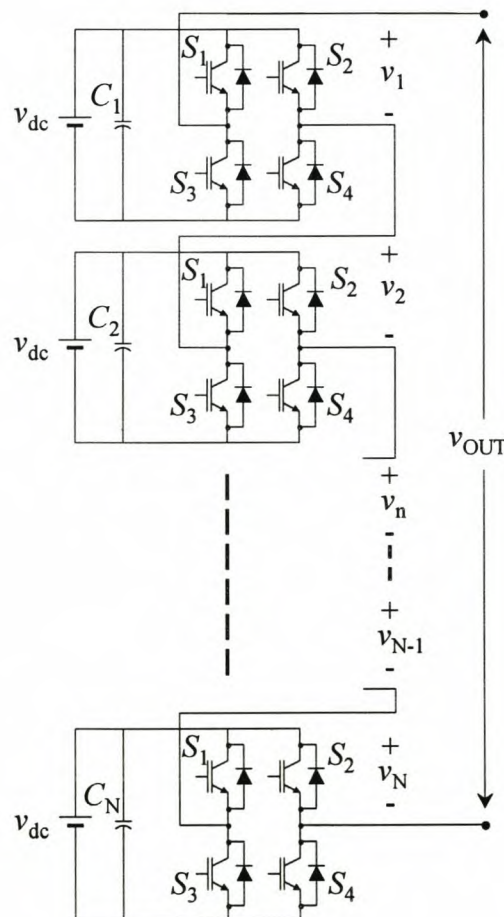 S1 S2 +
C1 v1
vdc -
S3 S4
S1 S2 +
C2 v2
vdc -
S3 S4
vOUT
+
vn
-
+
vN-1
-
S1 S2 +
CN vN
vdc -
S3 S4